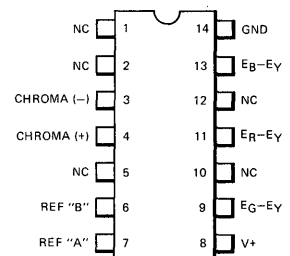 NC 1 14 GND
NC 2 13 EB–EY
CHROMA (–) 3 12 NC
CHROMA (+) 4 11 ER–EY
NC 5 10 NC
REF "B" 6 9 EG–EY
REF "A" 7 8 V+